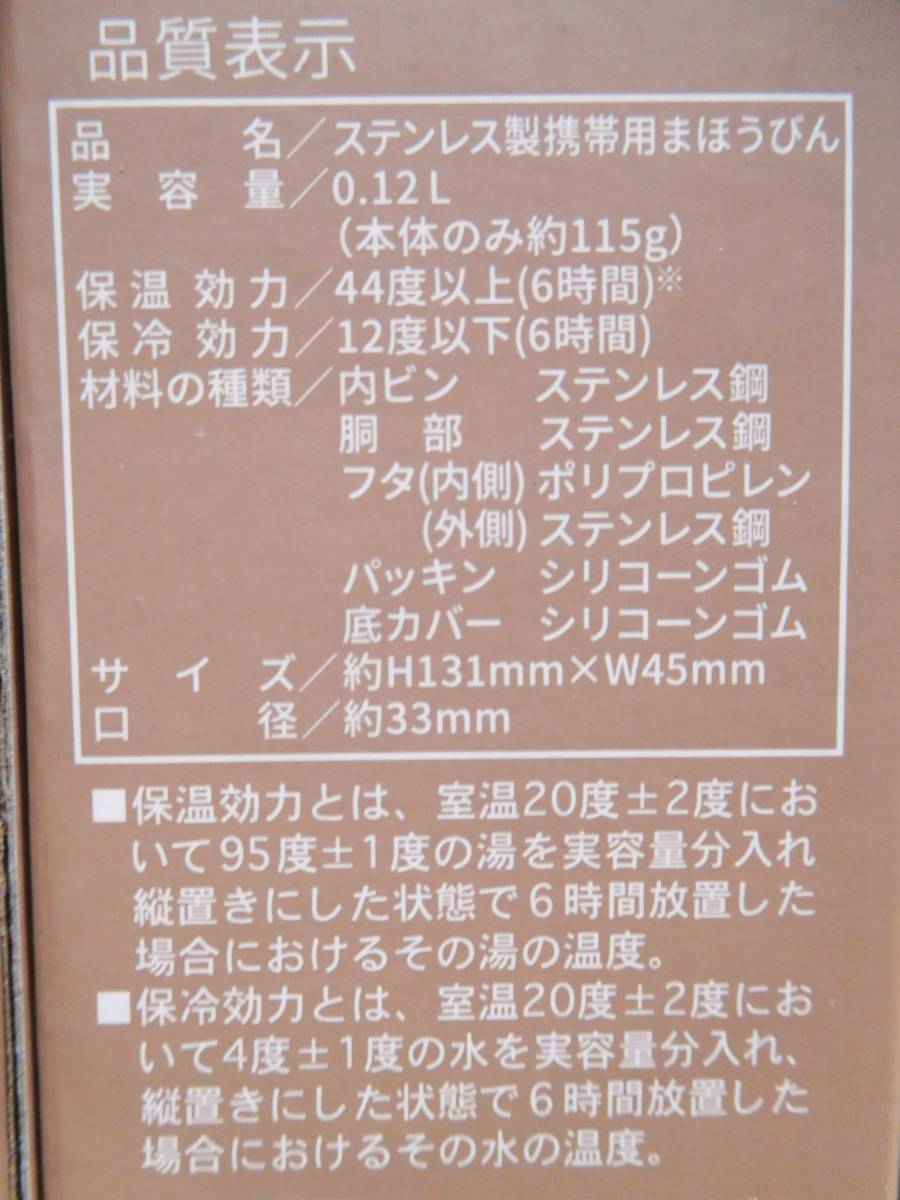 品質表示
品名／ステンレス製携帯用まほうびん
実容量／0.12L
（本体のみ約115g）
保温効力／44度以上(6時間)※
保冷効力／12度以下(6時間)
材料の種類／内ビン ステンレス鋼
胴部 ステンレス鋼
フタ(内側) ポリプロピレン
(外側) ステンレス鋼
パッキン シリコーンゴム
底カバー シリコーンゴム
サイズ／約H131mm×W45mm
口径／約33mm
■保温効力とは、室温20度±2度にお
いて95度±1度の湯を実容量分入れ
縦置きにした状態で6時間放置した
場合におけるその湯の温度。
■保冷効力とは、室温20度±2度にお
いて4度±1度の水を実容量分入れ、
縦置きにした状態で6時間放置した
場合におけるその水の温度。